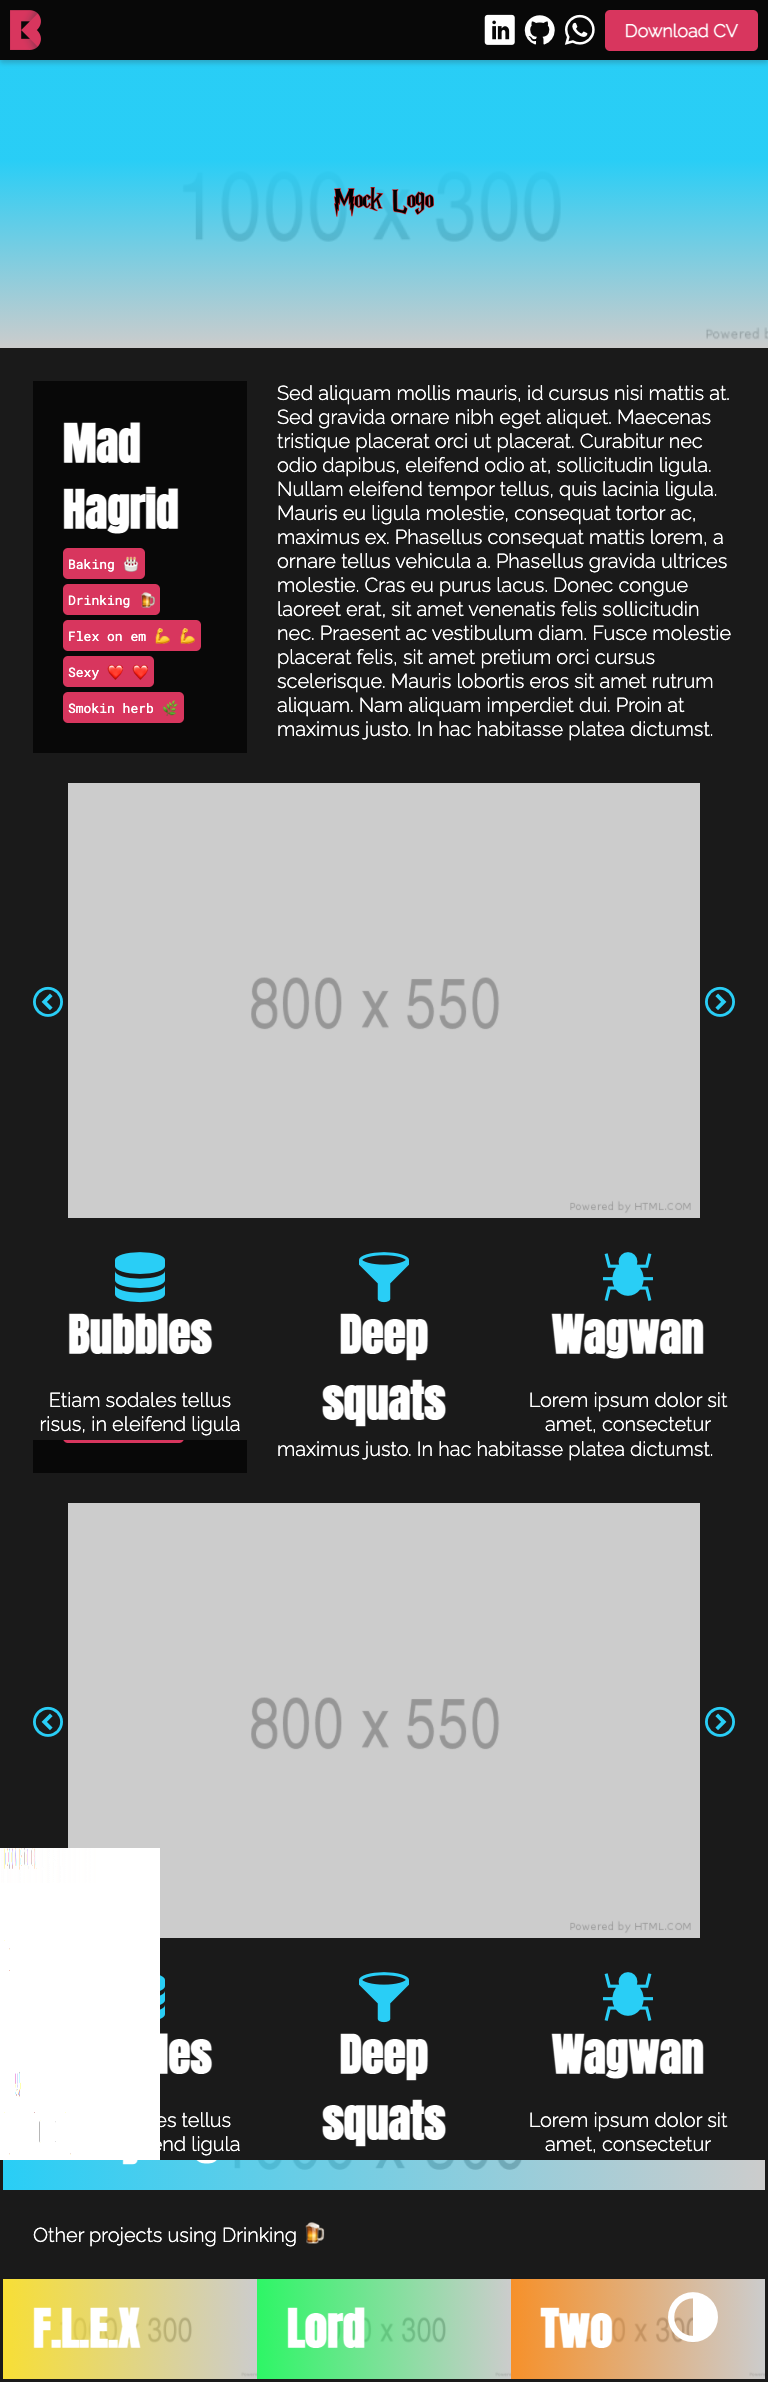 Download CV
1000 x 300
Mock Logo
Powered b
Mad
Hagrid
Baking 🎂
Drinking 🍺
Flex on em 💪 💪
Sexy ❤️ ❤️
Smokin herb 🌿
Sed aliquam mollis mauris, id cursus nisi mattis at.
Sed gravida ornare nibh eget aliquet. Maecenas
tristique placerat orci ut placerat. Curabitur nec
odio dapibus, eleifend odio at, sollicitudin ligula.
Nullam eleifend tempor tellus, quis lacinia ligula.
Mauris eu ligula molestie, consequat tortor ac,
maximus ex. Phasellus consequat mattis lorem, a
ornare tellus vehicula a. Phasellus gravida ultrices
molestie. Cras eu purus lacus. Donec congue
laoreet erat, sit amet venenatis felis sollicitudin
nec. Praesent ac vestibulum diam. Fusce molestie
placerat felis, sit amet pretium orci cursus
scelerisque. Mauris lobortis eros sit amet rutrum
aliquam. Nam aliquam imperdiet dui. Proin at
maximus justo. In hac habitasse platea dictumst.
800 x 550
Powered by HTML.COM
Bubbles
Etiam sodales tellus
risus, in eleifend ligula
Deep
squats
Wagwan
Lorem ipsum dolor sit
amet, consectetur
maximus justo. In hac habitasse platea dictumst.
800 x 550
Powered by HTML.COM
les
es tellus
end ligula
Deep
squats
Wagwan
Lorem ipsum dolor sit
amet, consectetur
Other projects using Drinking 🍺
F.L.E.X
300
Lord
x 300
Two
x 300